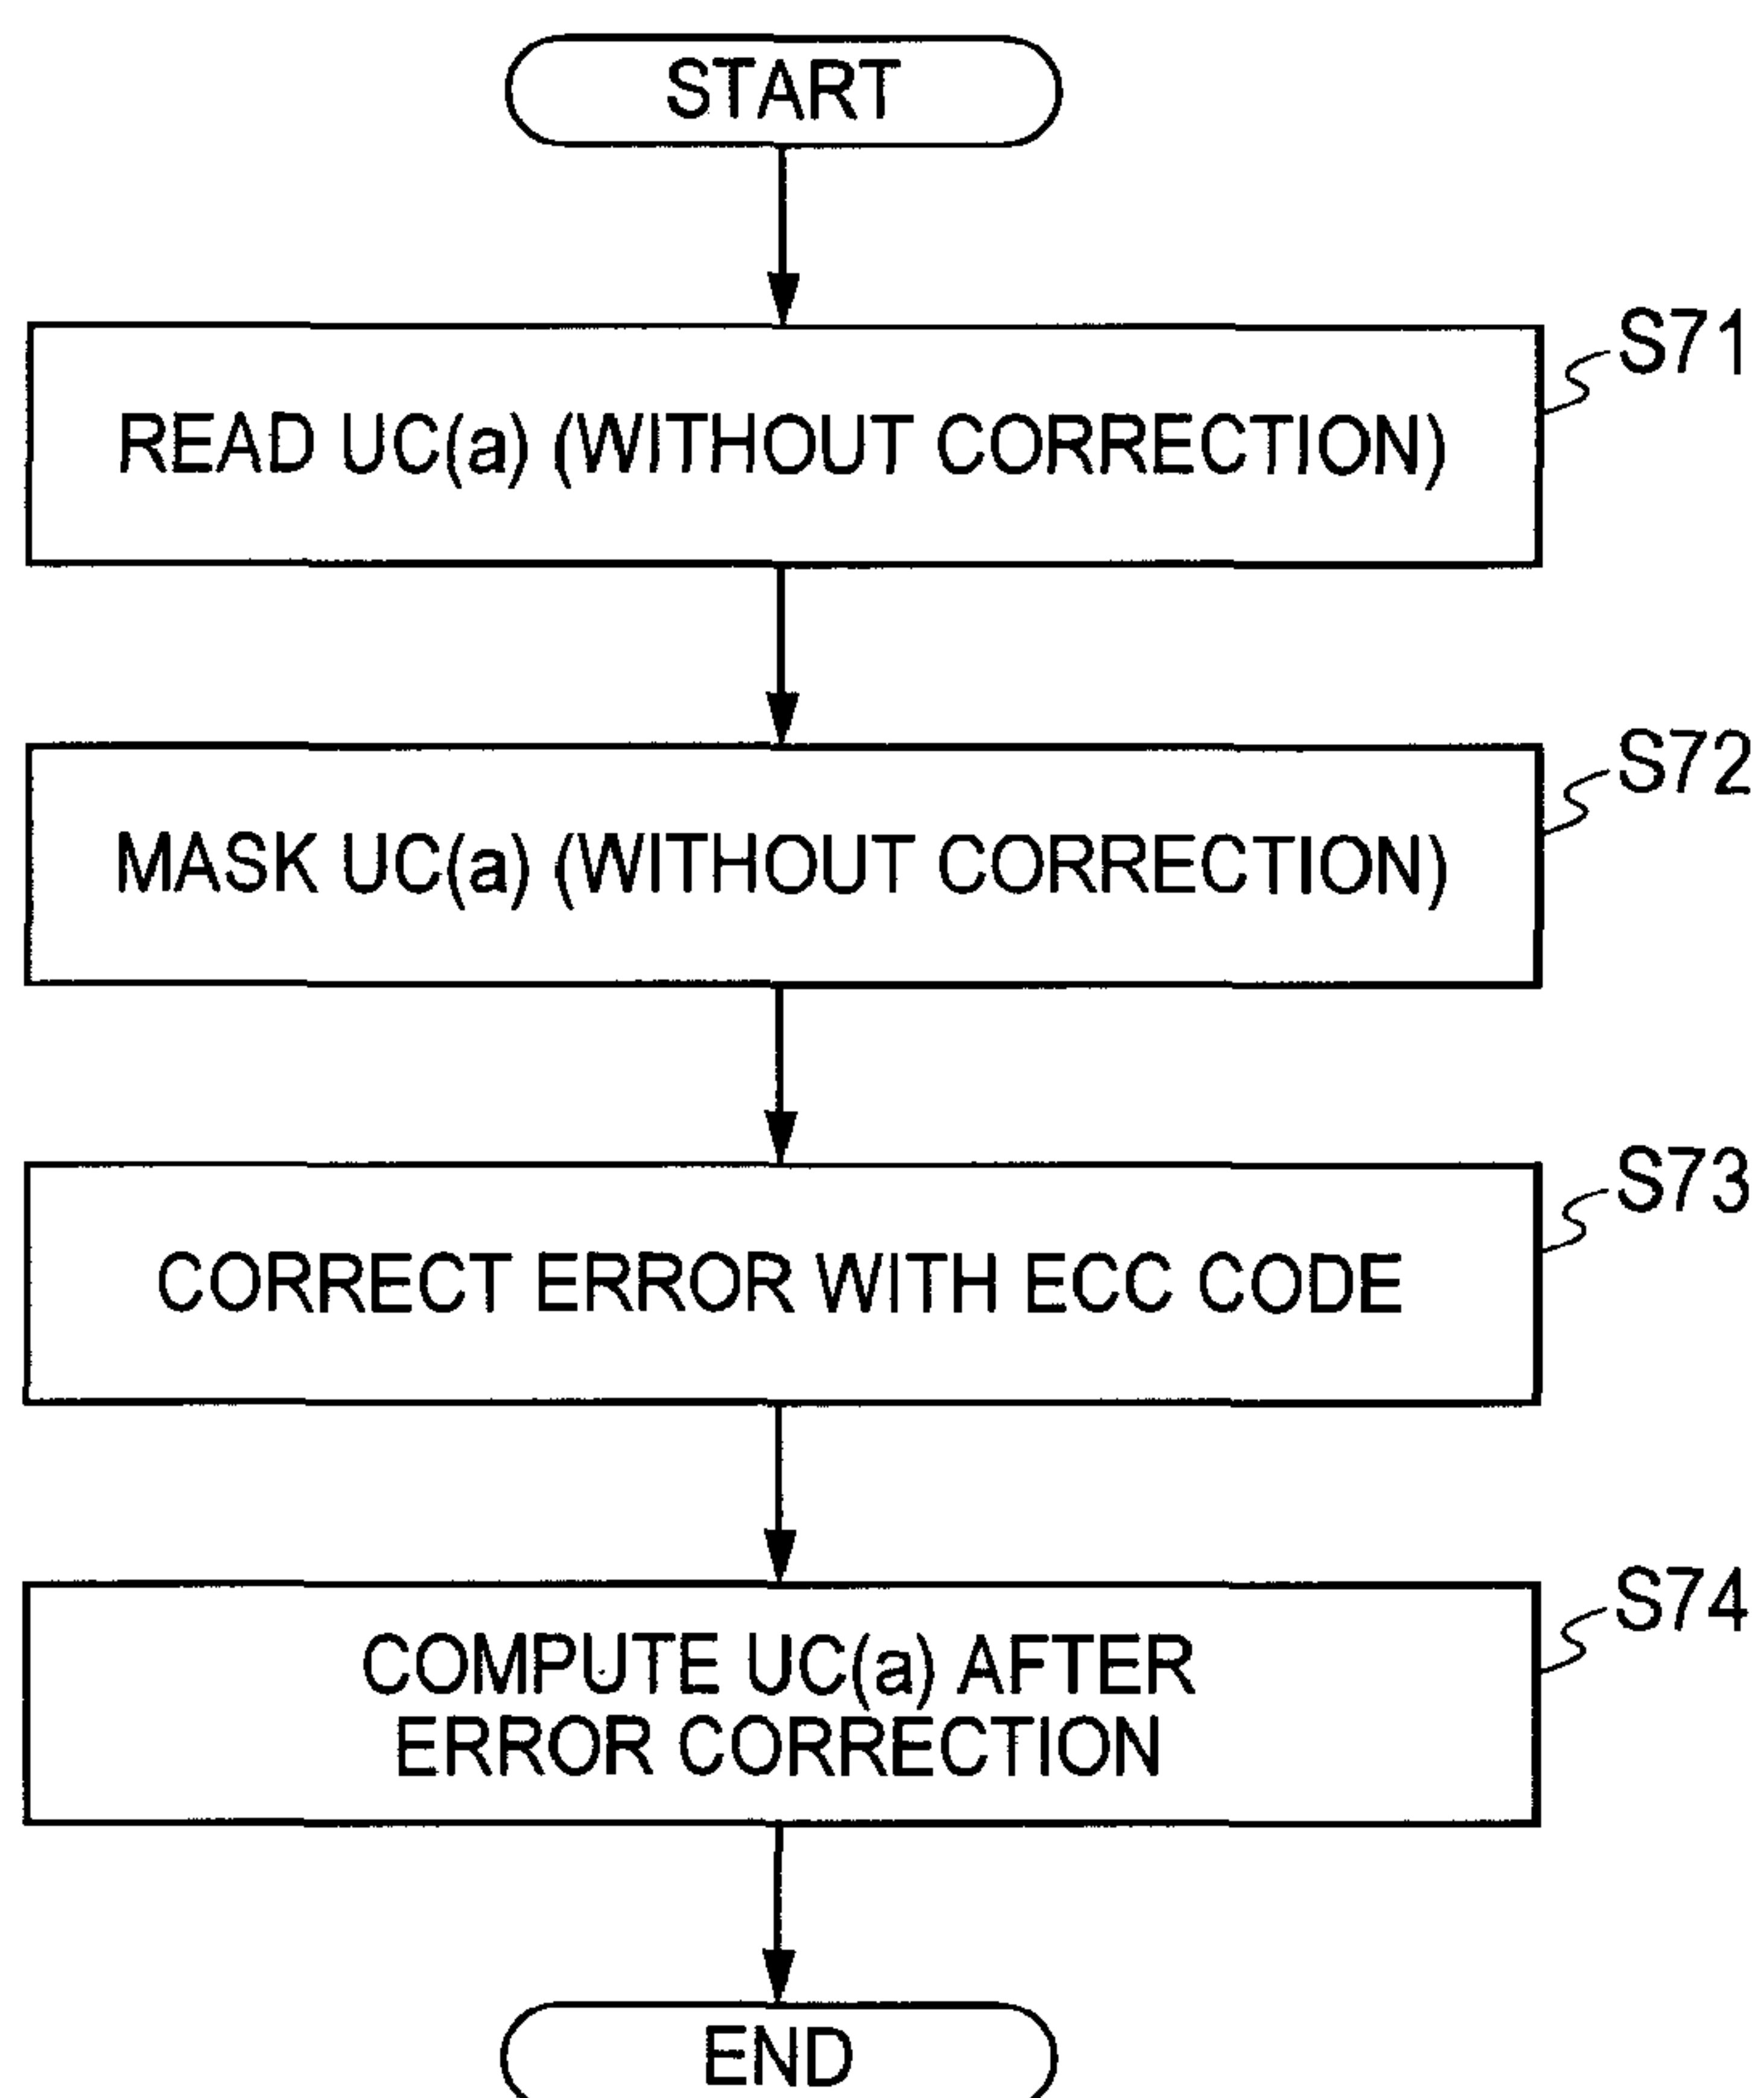 START
S71
READ UC(a) (WITHOUT CORRECTION)
S72
MASK UC(a) (WITHOUT CORRECTION)
S73
CORRECT ERROR WITH ECC CODE
S74
COMPUTE UC(a) AFTER
ERROR CORRECTION
END